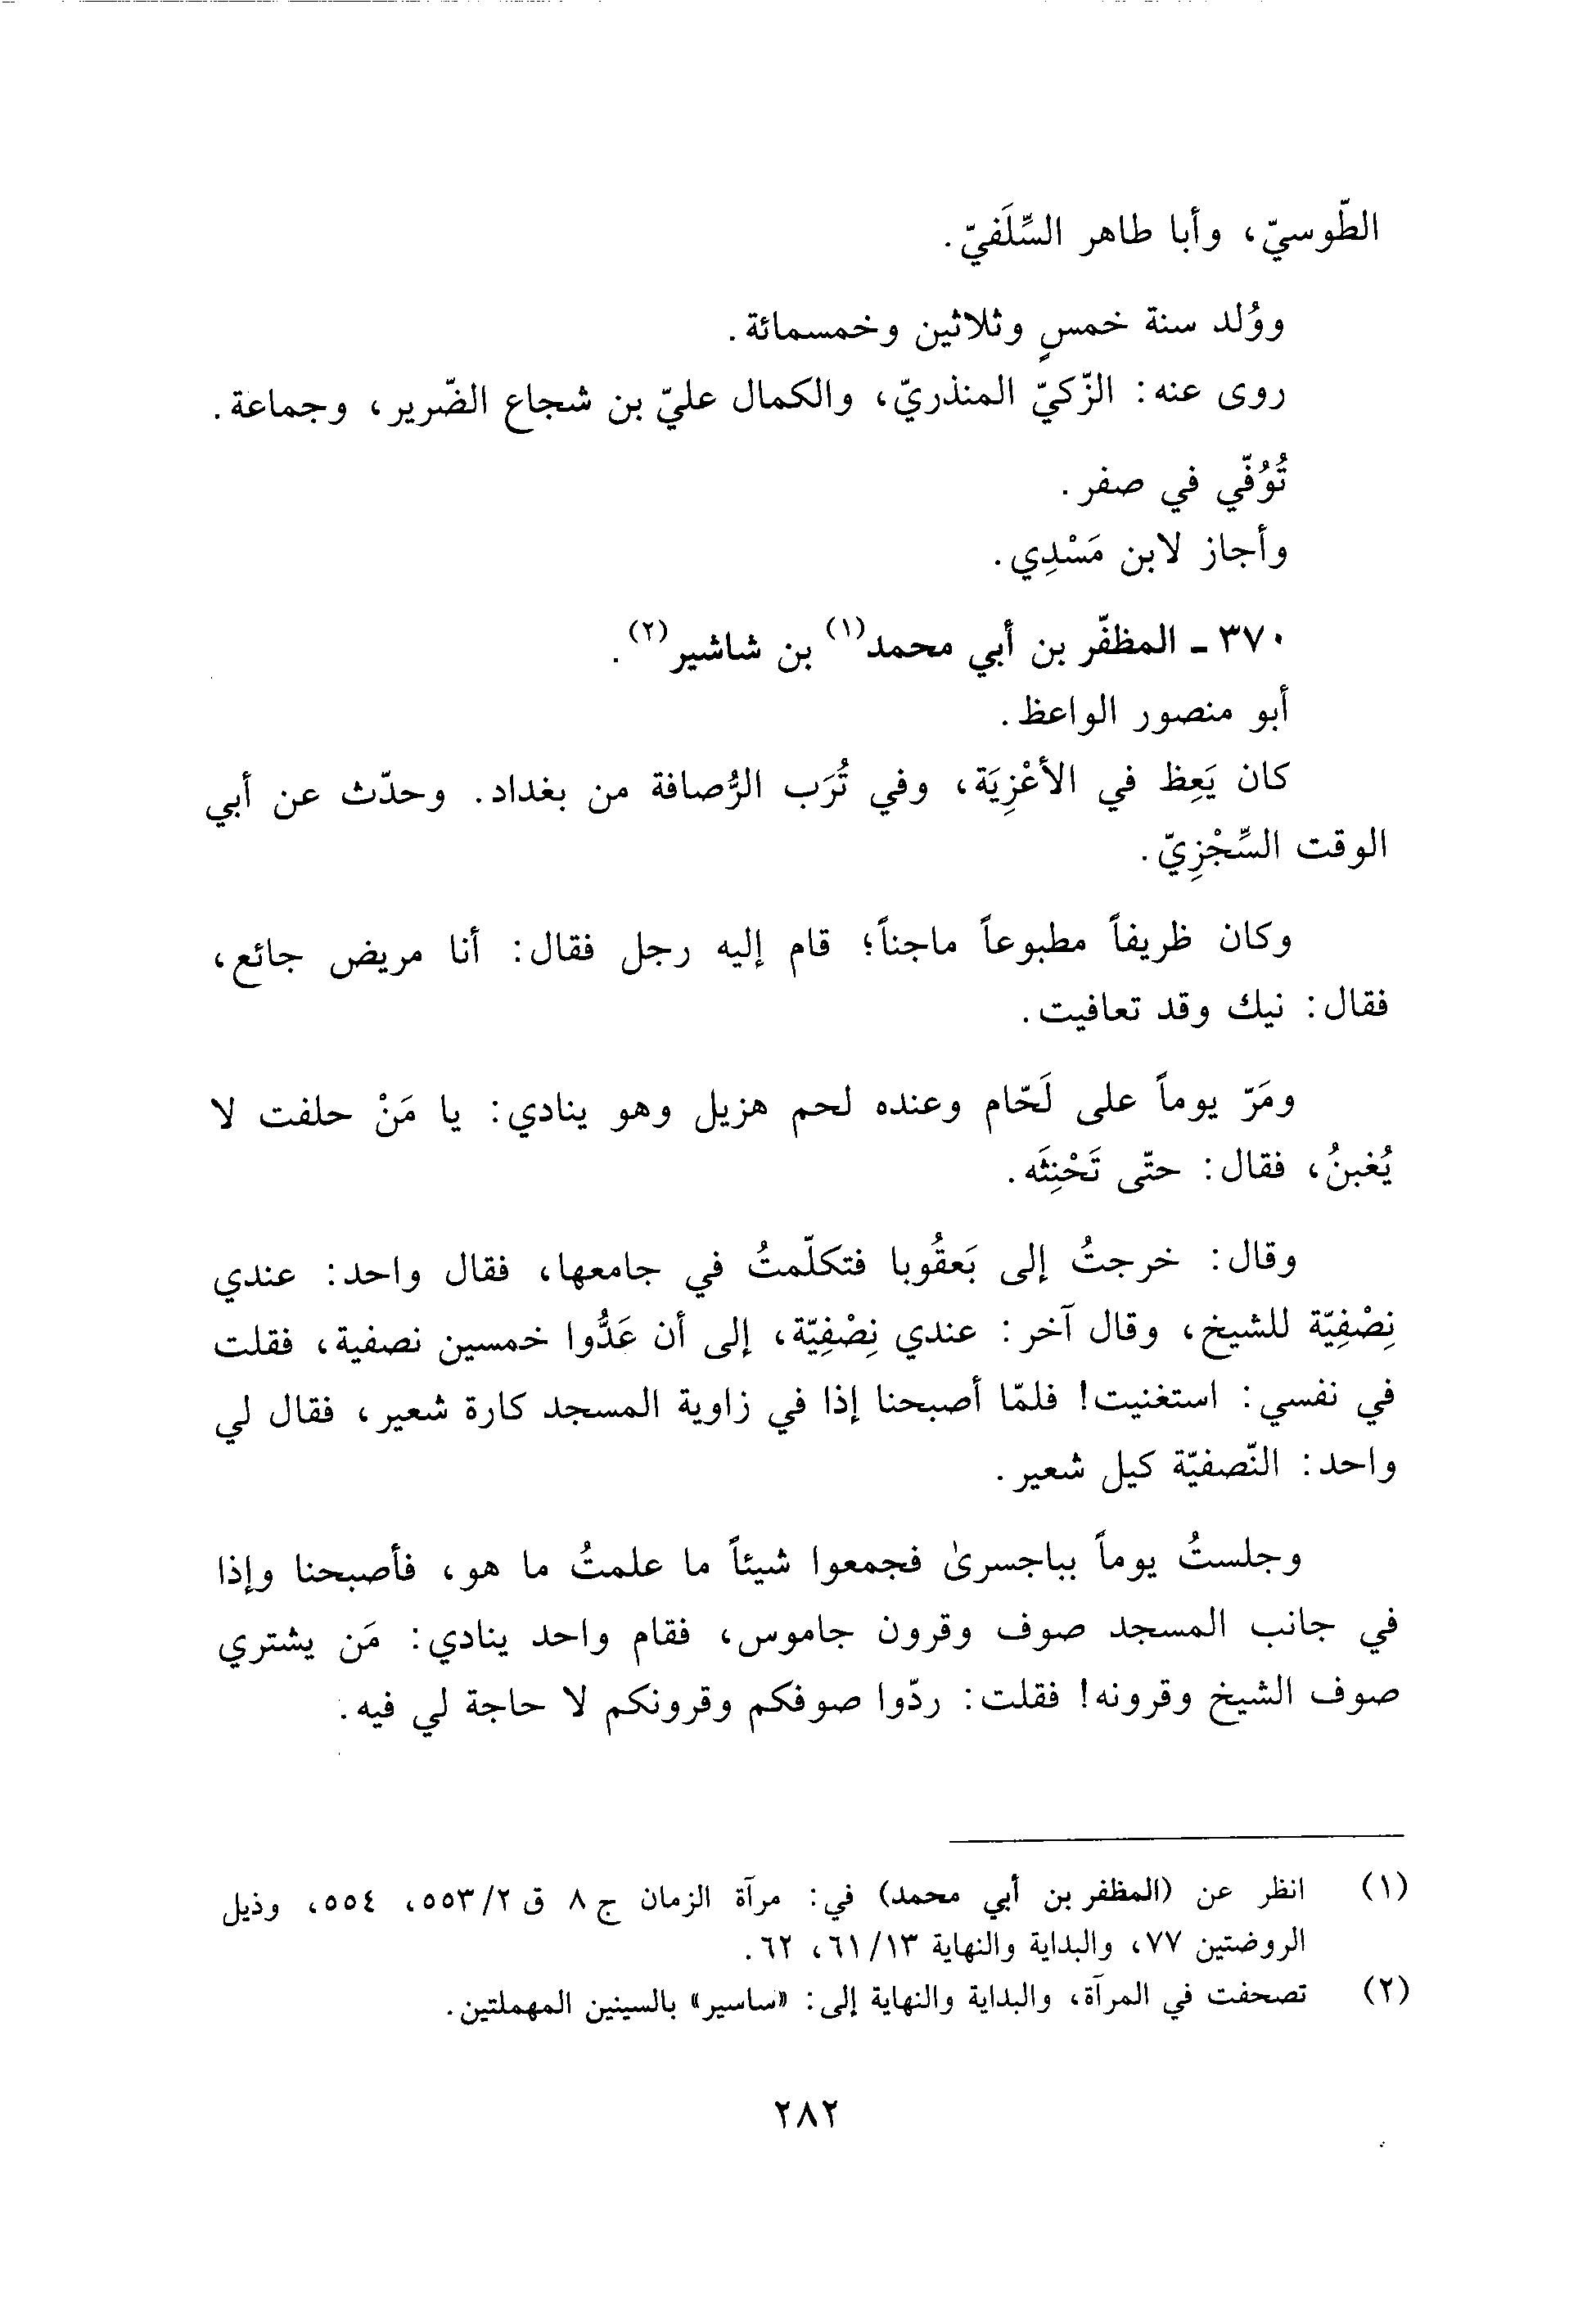 الطّوسيّ، وأبا طاهر السِّلَفيّ.
ووُلد سنة خمسٍ وثلاثين وخمسمائة.
روى عنه: الزّكيّ المنذريّ، والكمال عليّ بن شجاع الضّرير، وجماعة.
تُوُفّي في صفر.
وأجاز لابن مَسْدِي.
٣٧٠ ـ المظفّر بن أبي محمد(١) بن شاشير(٢).
أبو منصور الواعظ.
كان يَعِظ في الأعْزِيَة، وفي تُرَب الرُّصافة من بغداد. وحدّث عن أبي
الوقت السِّجْزِيّ.
وكان ظريفاً مطبوعاً ماجناً؛ قام إليه رجل فقال: أنا مريض جائع،
فقال: نيك وقد تعافيت.
ومَرّ يوماً على لَحّام وعنده لحم هزيل وهو ينادي: يا مَنْ حلفت لا
يُغبنُ، فقال: حتّى تَحْنِثَه.
وقال: خرجتُ إلى بَعقُوبا فتكلّمتُ في جامعها، فقال واحد: عندي
نِصْفِيّة للشيخ، وقال آخر: عندي نِصْفِيّة، إلى أن عَدُّوا خمسين نصفية، فقلت
في نفسي: استغنيت! فلمّا أصبحنا إذا في زاوية المسجد كارة شعير، فقال لي
واحد: النّصفيّة كيل شعير.
وجلستُ يوماً بباجسرىٰ فجمعوا شيئاً ما علمتُ ما هو، فأصبحنا وإذا
في جانب المسجد صوف وقرون جاموس، فقام واحد ينادي: مَن يشتري
صوف الشيخ وقرونه! فقلت: ردّوا صوفكم وقرونكم لا حاجة لي فيه.
(١) انظر عن (المظفر بن أبي محمد) في: مرآة الزمان ج ٨ ق ٢/ ٥٥٣، ٥٥٤، وذيل
الروضتين ٧٧، والبداية والنهاية ١٣/ ٦١، ٦٢.
(٢) تصحفت في المرآة، والبداية والنهاية إلى: «ساسير» بالسينين المهملتين.
٢٨٢